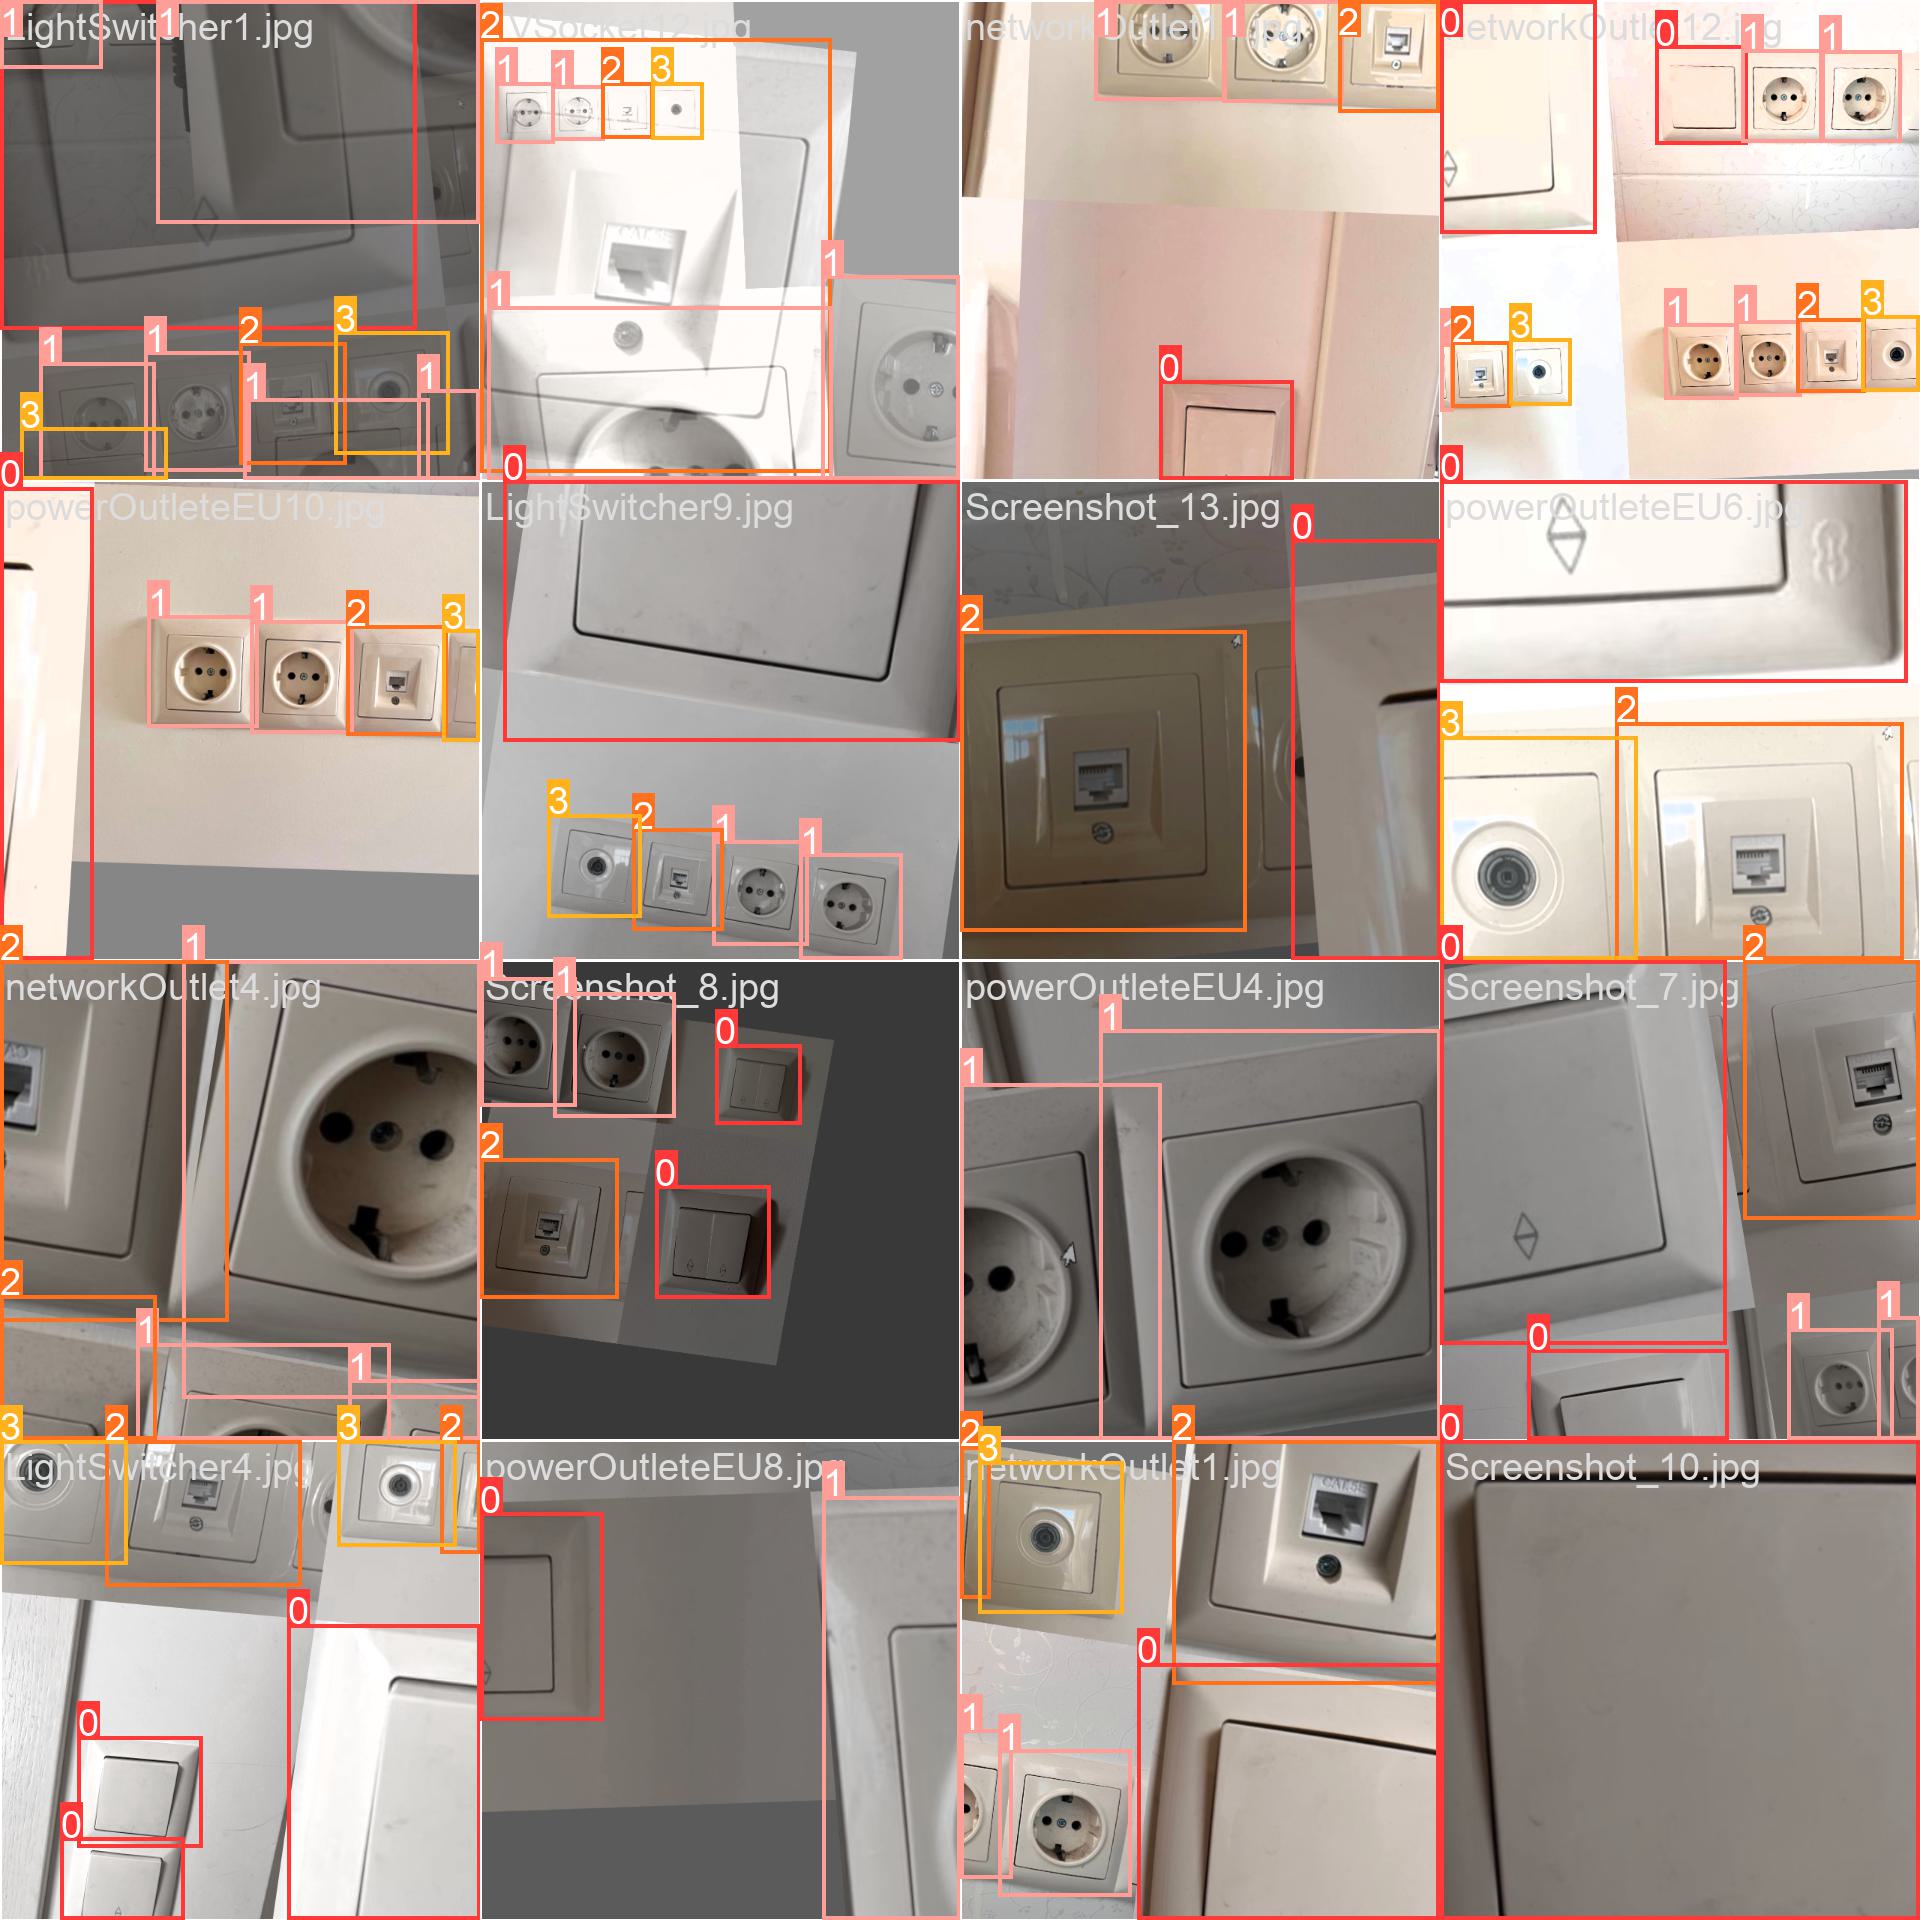 1 1
LightSwitcher1.jpg
3
1 1 2
1 1
3
0
2
TVSocket12.jpg
1 1 2 3
1
1
0
1 1 2
0
0 0 1 1
networkOutlet12.jpg
1 1 2 3
1 2 3
0
powerOutleteEU10.jpg
1 1 2 3
2
LightSwitcher9.jpg
3 2 1 1
Screenshot_13.jpg
0
2
powerOutleteEU6.jpg
3 2
0
2
1
networkOutlet4.jpg
2
1
1
1 1
Screenshot_8.jpg
0
2 0
CAT.5E
powerOutleteEU4.jpg
1
1
Screenshot_7.jpg
1 1
0
0
3 2 3 2
LightSwitcher4.jpg
0
0
0
powerOutleteEU8.jpg
1
0
2 3 2
networkOutlet1.jpg
CAT.5E
0
1 1
Screenshot_10.jpg